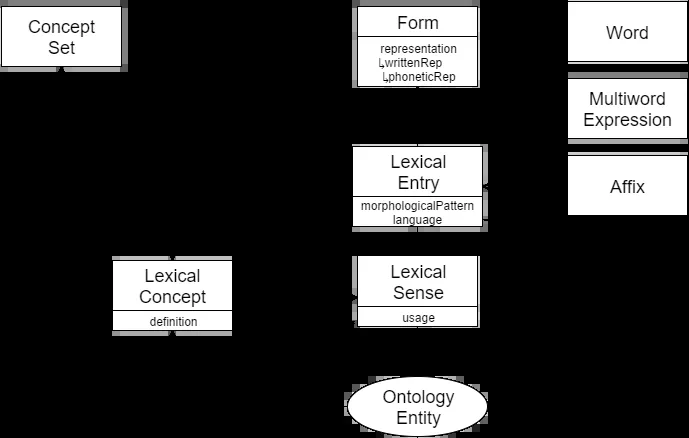 Concept
Set
Form
representation
↳writtenRep
↳phoneticRep
Word
Multiword
Expression
Affix
Lexical
Entry
morphologicalPattern
language
Lexical
Concept
definition
Lexical
Sense
usage
Ontology
Entity